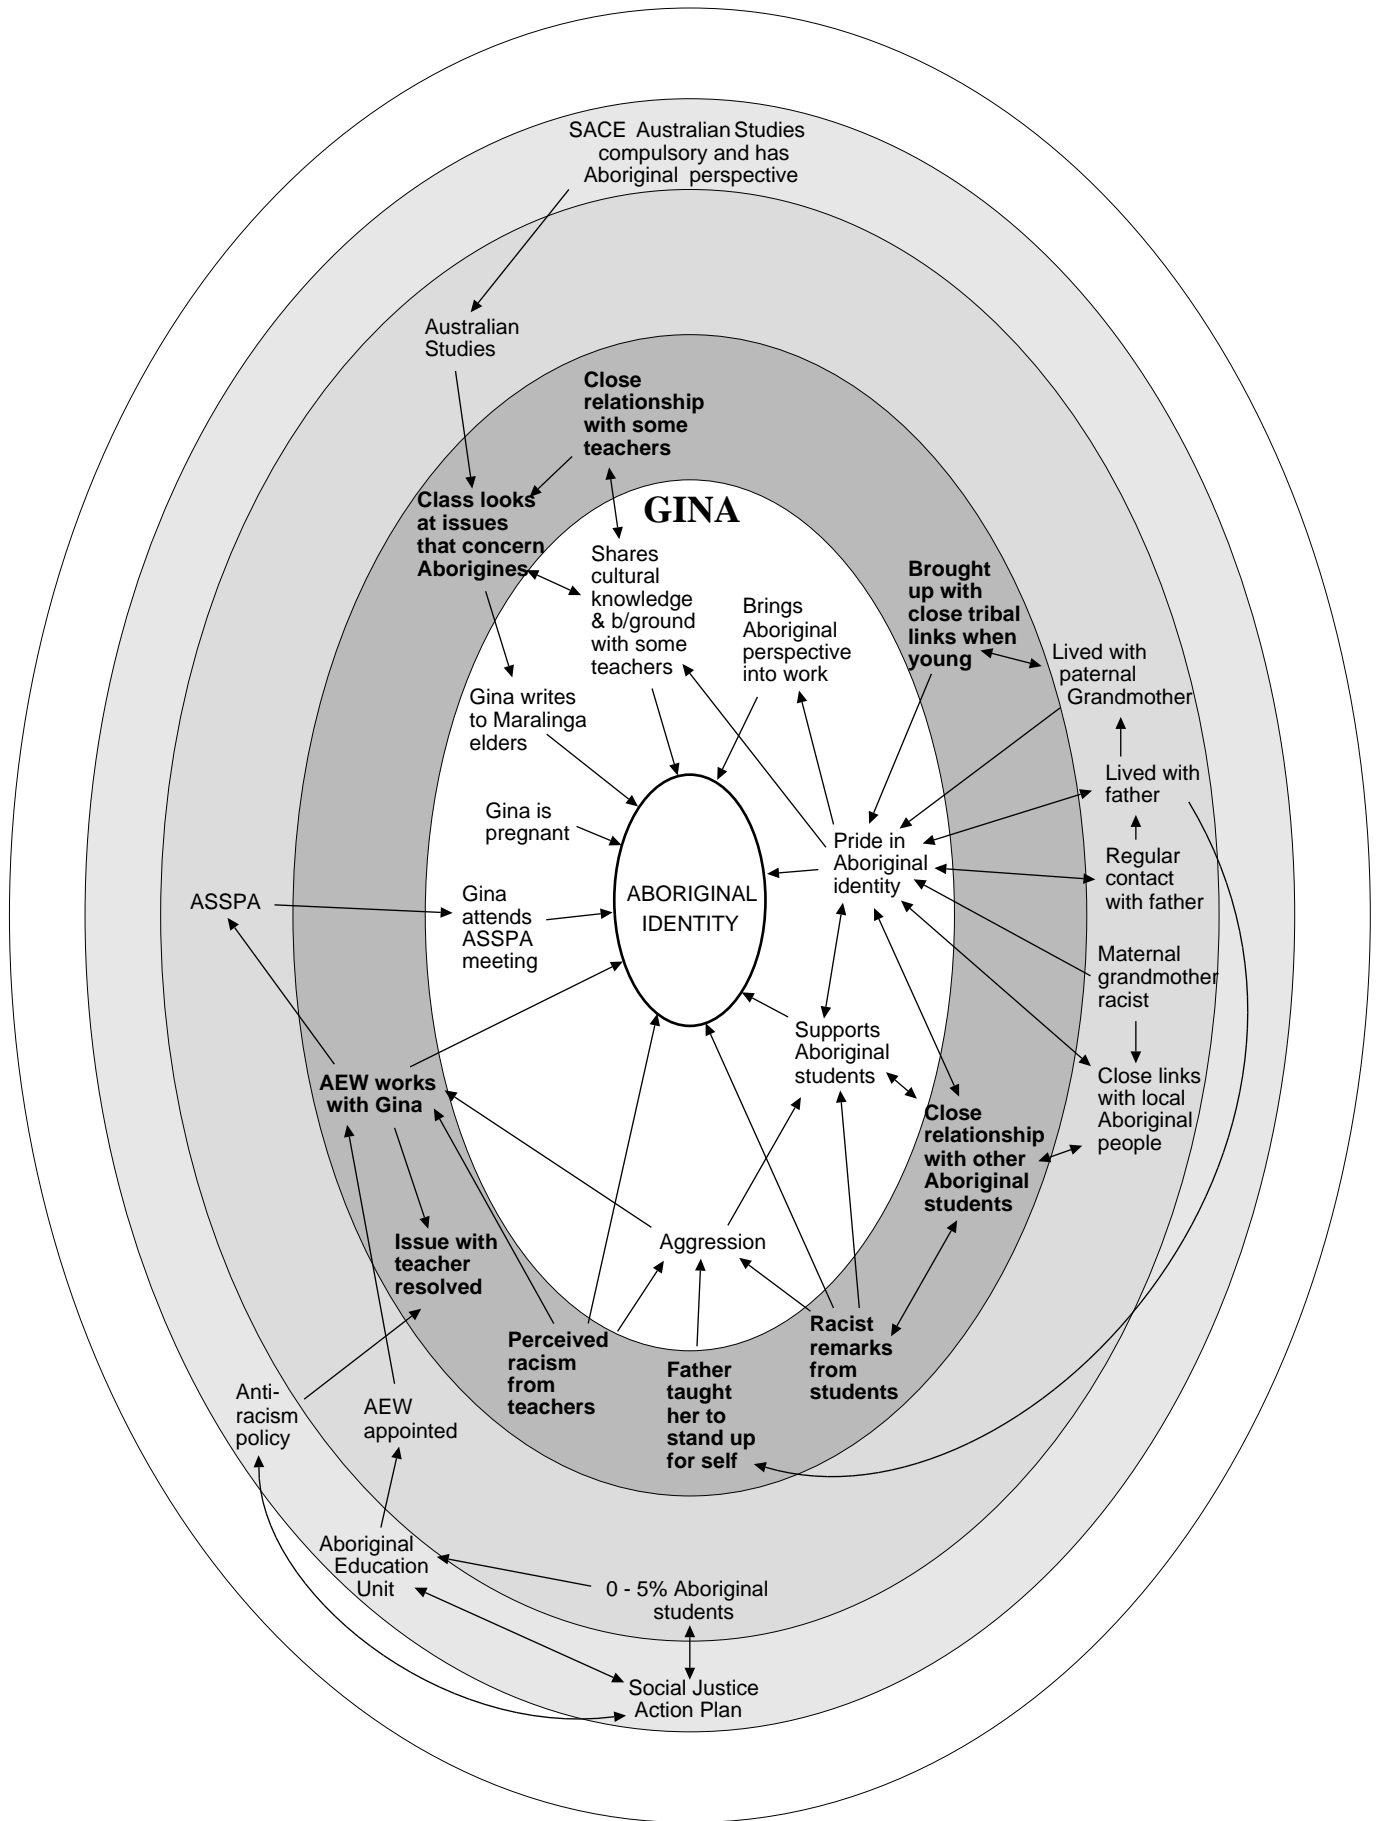 SACE Australian Studies
compulsory and has
Aboriginal perspective
Australian
Studies
Close
relationship
with some
teachers
Class looks
at issues
that concern
Aborigines
GINA
Shares
cultural
knowledge
& b/ground
with some
teachers
Brings
Aboriginal
perspective
into work
Brought
up with
close tribal
links when
young
Lived with
paternal
Grandmother
Gina writes
to Maralinga
elders
Lived with
father
Gina is
pregnant
Pride in
Aboriginal
identity
Regular
contact
with father
ASSPA
Gina
attends
ASSPA
meeting
ABORIGINAL
IDENTITY
Maternal
grandmother
racist
Supports
Aboriginal
students
Close links
with local
Aboriginal
people
AEW works
with Gina
Close
relationship
with other
Aboriginal
students
Issue with
teacher
resolved
Aggression
Perceived
racism
from
teachers
Father
taught
her to
stand up
for self
Racist
remarks
from
students
Anti-
racism
policy
AEW
appointed
Aboriginal
Education
Unit
0 - 5% Aboriginal
students
Social Justice
Action Plan